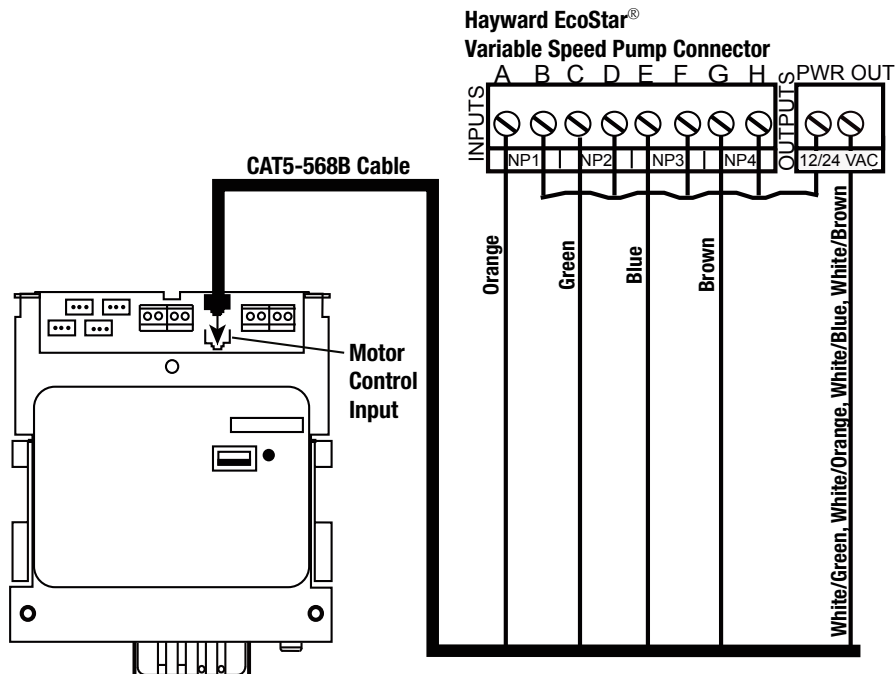 Hayward EcoStar®
Variable Speed Pump Connector
A B C D E F G H
PWR OUT
INPUTS
OUTPUTS
NP1 | NP2 | NP3 | NP4
12/24 VAC
CAT5-568B Cable
Orange
Green
Blue
Brown
White/Green, White/Orange, White/Blue, White/Brown
Motor
Control
Input